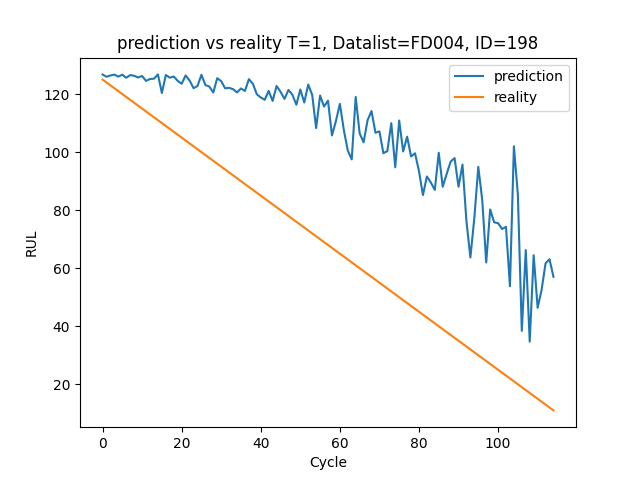 prediction vs reality T=1, Datalist=FD004, ID=198
prediction
reality
RUL
120
100
80
60
40
20
0 20 40 60 80 100
Cycle